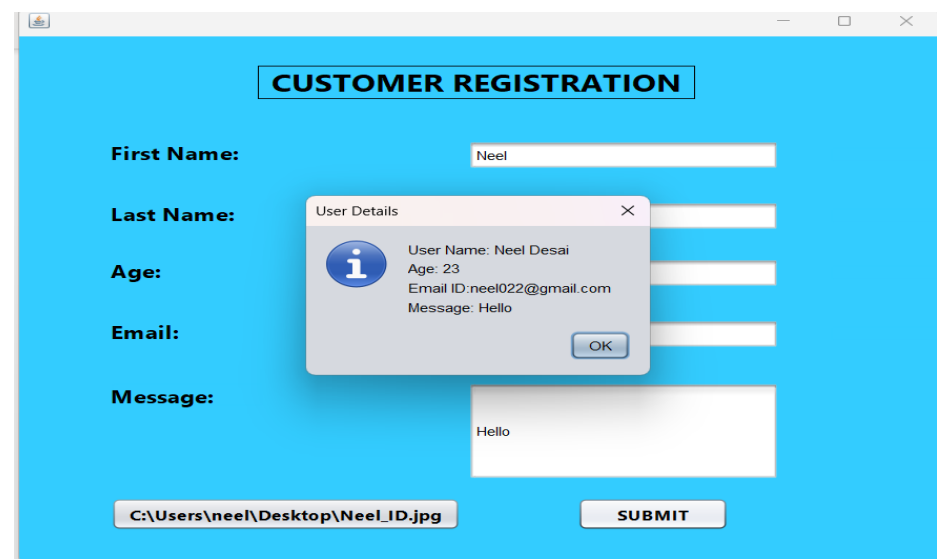 CUSTOMER REGISTRATION
First Name:
Neel
Last Name:
User Details
User Name: Neel Desai
Age: 23
Email ID:neel022@gmail.com
Message: Hello
OK
Age:
Email:
Message:
Hello
C:\Users\neel\Desktop\Neel_ID.jpg
SUBMIT